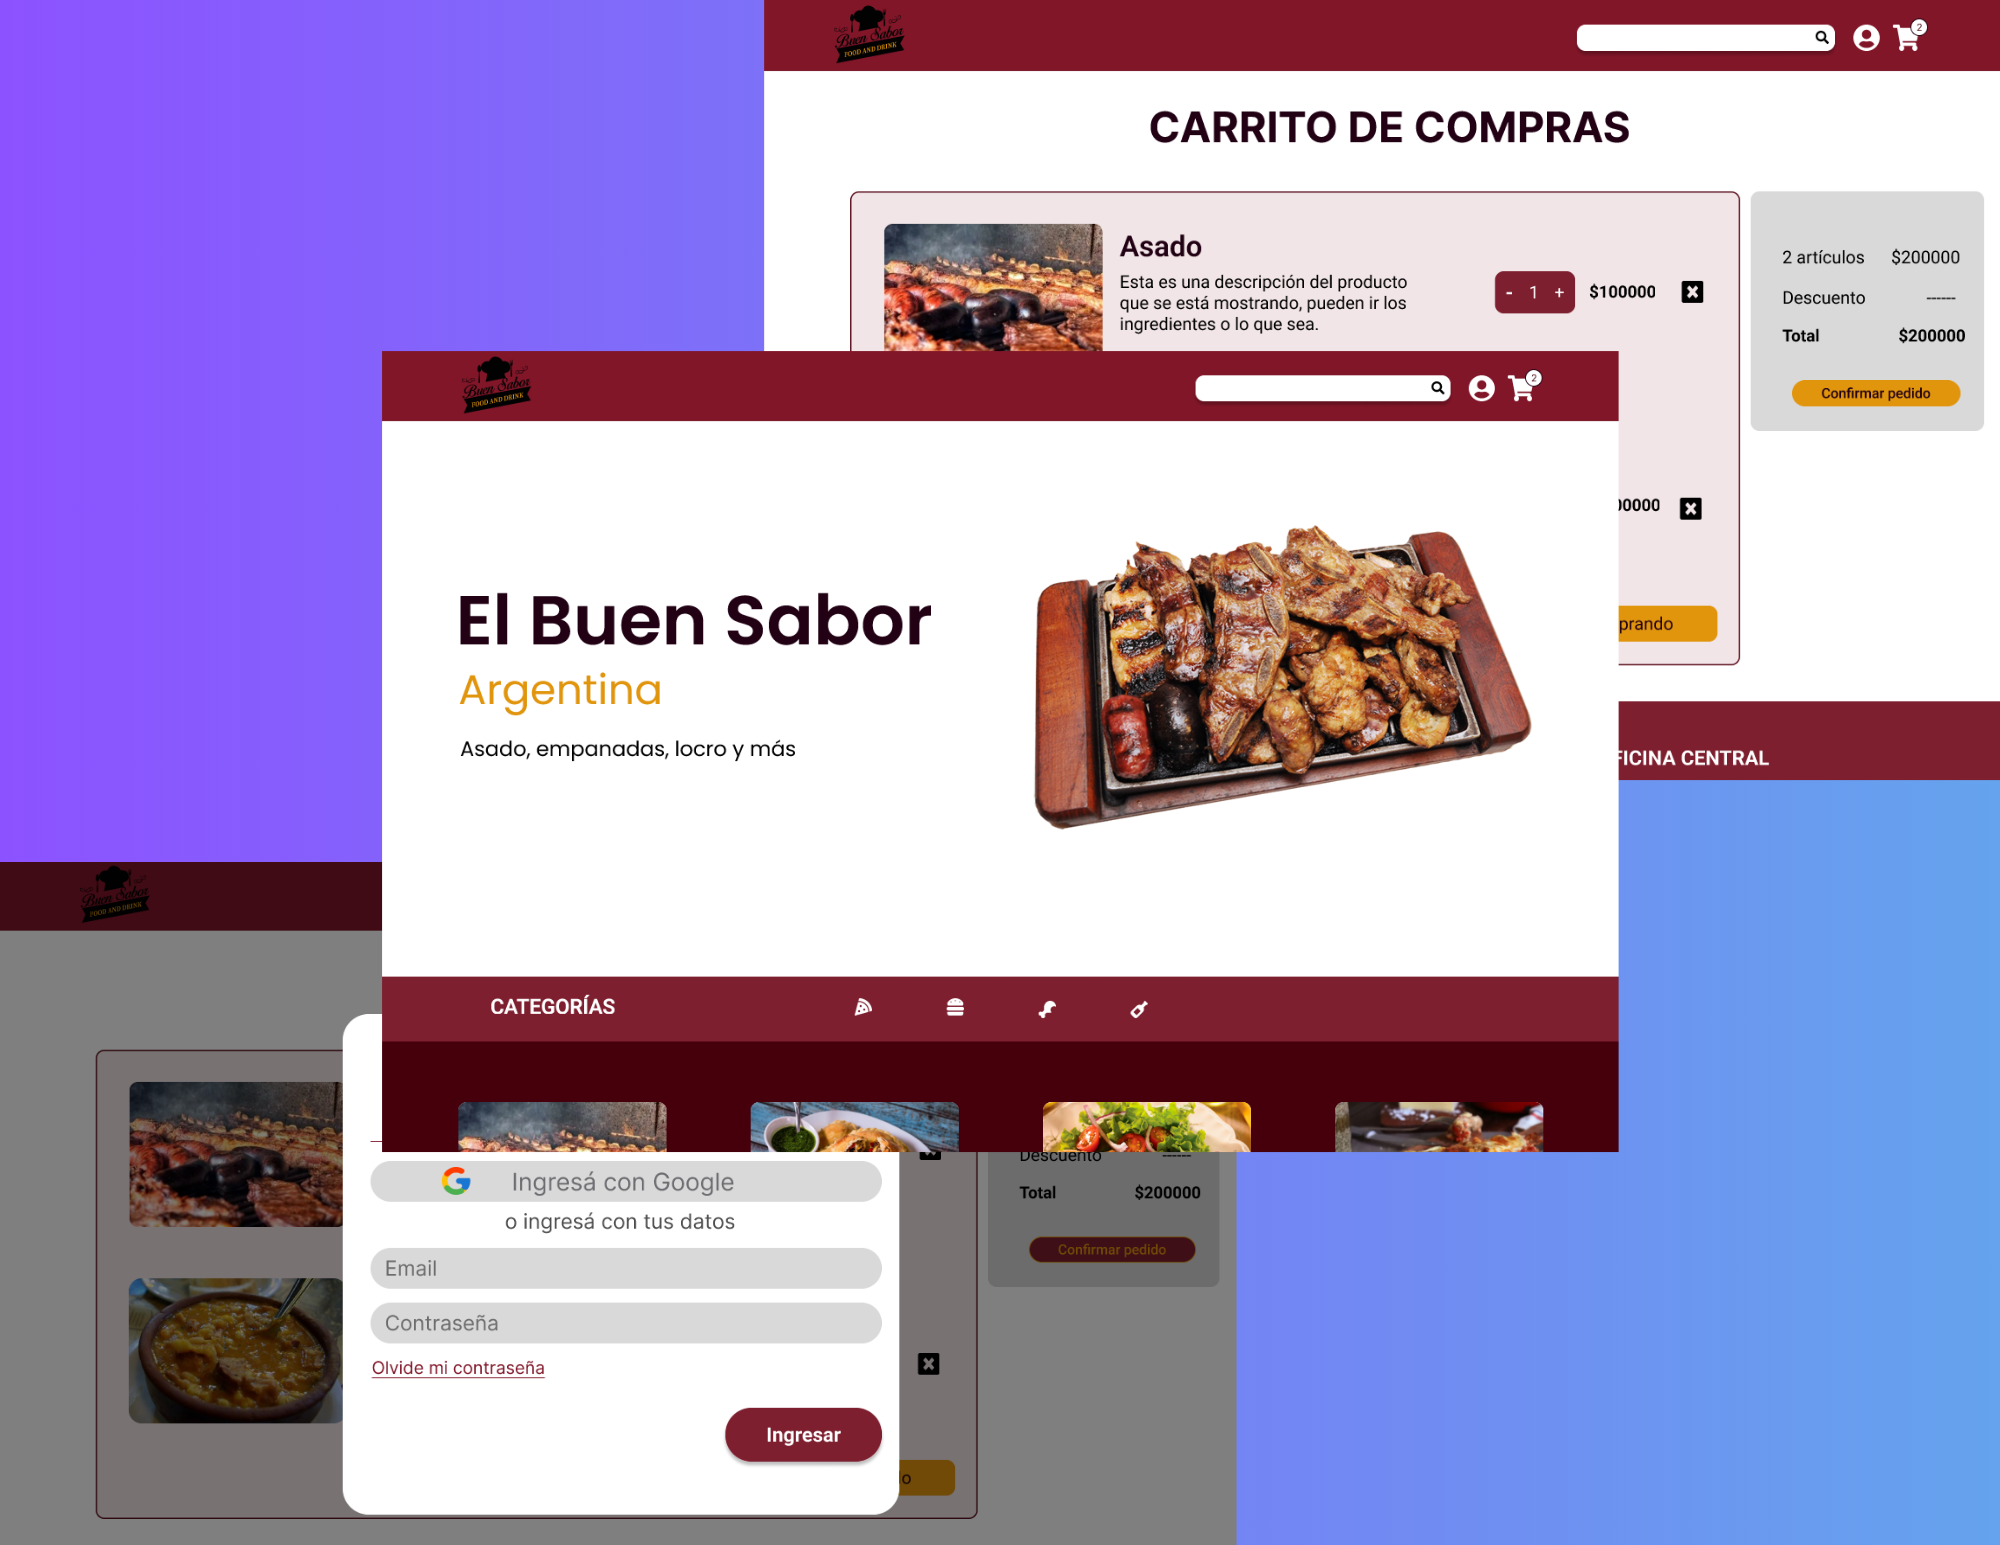 Buen Sabor
FOOD AND DRINK
2
CARRITO DE COMPRAS
Asado
Esta es una descripción del producto
que se está mostrando, pueden ir los
ingredientes o lo que sea.
- 1 +
$100000
2 artículos $200000
Descuento ------
Total $200000
Confirmar pedido
00000
prando
FICINA CENTRAL
Buen Sabor
FOOD AND DRINK
2
El Buen Sabor
Argentina
Asado, empanadas, locro y más
CATEGORÍAS
Buen Sabor
FOOD AND DRINK
Ingresá con Google
o ingresá con tus datos
Email
Contraseña
Olvide mi contraseña
Ingresar
Descuento ------
Total $200000
Confirmar pedido
o